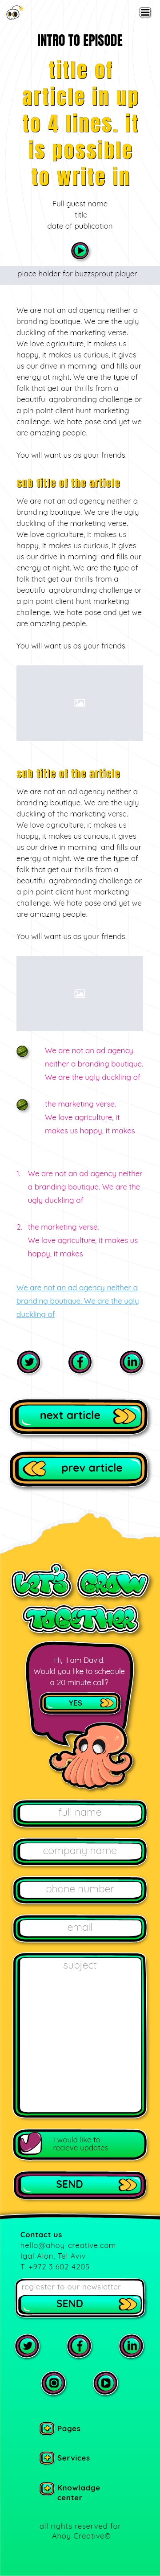 INTRO TO EPISODE
title of
article in up
to 4 lines. it
is possible
to write in
Full guest name
title
date of publication
place holder for buzzsprout player
We are not an ad agency neither a
branding boutique. We are the ugly
duckling of the marketing verse.
We love agriculture, it makes us
happy, it makes us curious, it gives
us our drive in morning and fills our
energy at night. We are the type of
folk that get our thrills from a
beautiful agrobranding challenge or
a pin point client hunt marketing
challenge. We hate pose and yet we
are amazing people.
You will want us as your friends.
sub title of the article
We are not an ad agency neither a
branding boutique. We are the ugly
duckling of the marketing verse.
We love agriculture, it makes us
happy, it makes us curious, it gives
us our drive in morning and fills our
energy at night. We are the type of
folk that get our thrills from a
beautiful agrobranding challenge or
a pin point client hunt marketing
challenge. We hate pose and yet we
are amazing people.
You will want us as your friends.
sub title of the article
We are not an ad agency neither a
branding boutique. We are the ugly
duckling of the marketing verse.
We love agriculture, it makes us
happy, it makes us curious, it gives
us our drive in morning and fills our
energy at night. We are the type of
folk that get our thrills from a
beautiful agrobranding challenge or
a pin point client hunt marketing
challenge. We hate pose and yet we
are amazing people.
You will want us as your friends.
We are not an ad agency
neither a branding boutique.
We are the ugly duckling of
the marketing verse.
We love agriculture, it
makes us happy, it makes
1. We are not an ad agency neither
a branding boutique. We are the
ugly duckling of
2. the marketing verse.
We love agriculture, it makes us
happy, it makes
We are not an ad agency neither a
branding boutique. We are the ugly
duckling of
next article
prev article
LET'S GROW
TOGETHER
Hi, I am David.
Would you like to schedule
a 20 minute call?
YES
full name
company name
phone number
email
subject
I would like to
recieve updates
SEND
Contact us
hello@ahoy-creative.com
Igal Alon, Tel Aviv
T. +972 3 602 4205
regiester to our newsletter
SEND
Pages
Services
Knowladge
center
all rights reserved for
Ahoy Creative©